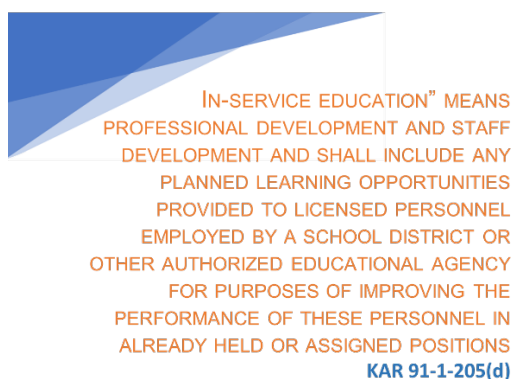 IN-SERVICE EDUCATION” MEANS
PROFESSIONAL DEVELOPMENT AND STAFF
DEVELOPMENT AND SHALL INCLUDE ANY
PLANNED LEARNING OPPORTUNITIES
PROVIDED TO LICENSED PERSONNEL
EMPLOYED BY A SCHOOL DISTRICT OR
OTHER AUTHORIZED EDUCATIONAL AGENCY
FOR PURPOSES OF IMPROVING THE
PERFORMANCE OF THESE PERSONNEL IN
ALREADY HELD OR ASSIGNED POSITIONS
KAR 91-1-205(d)